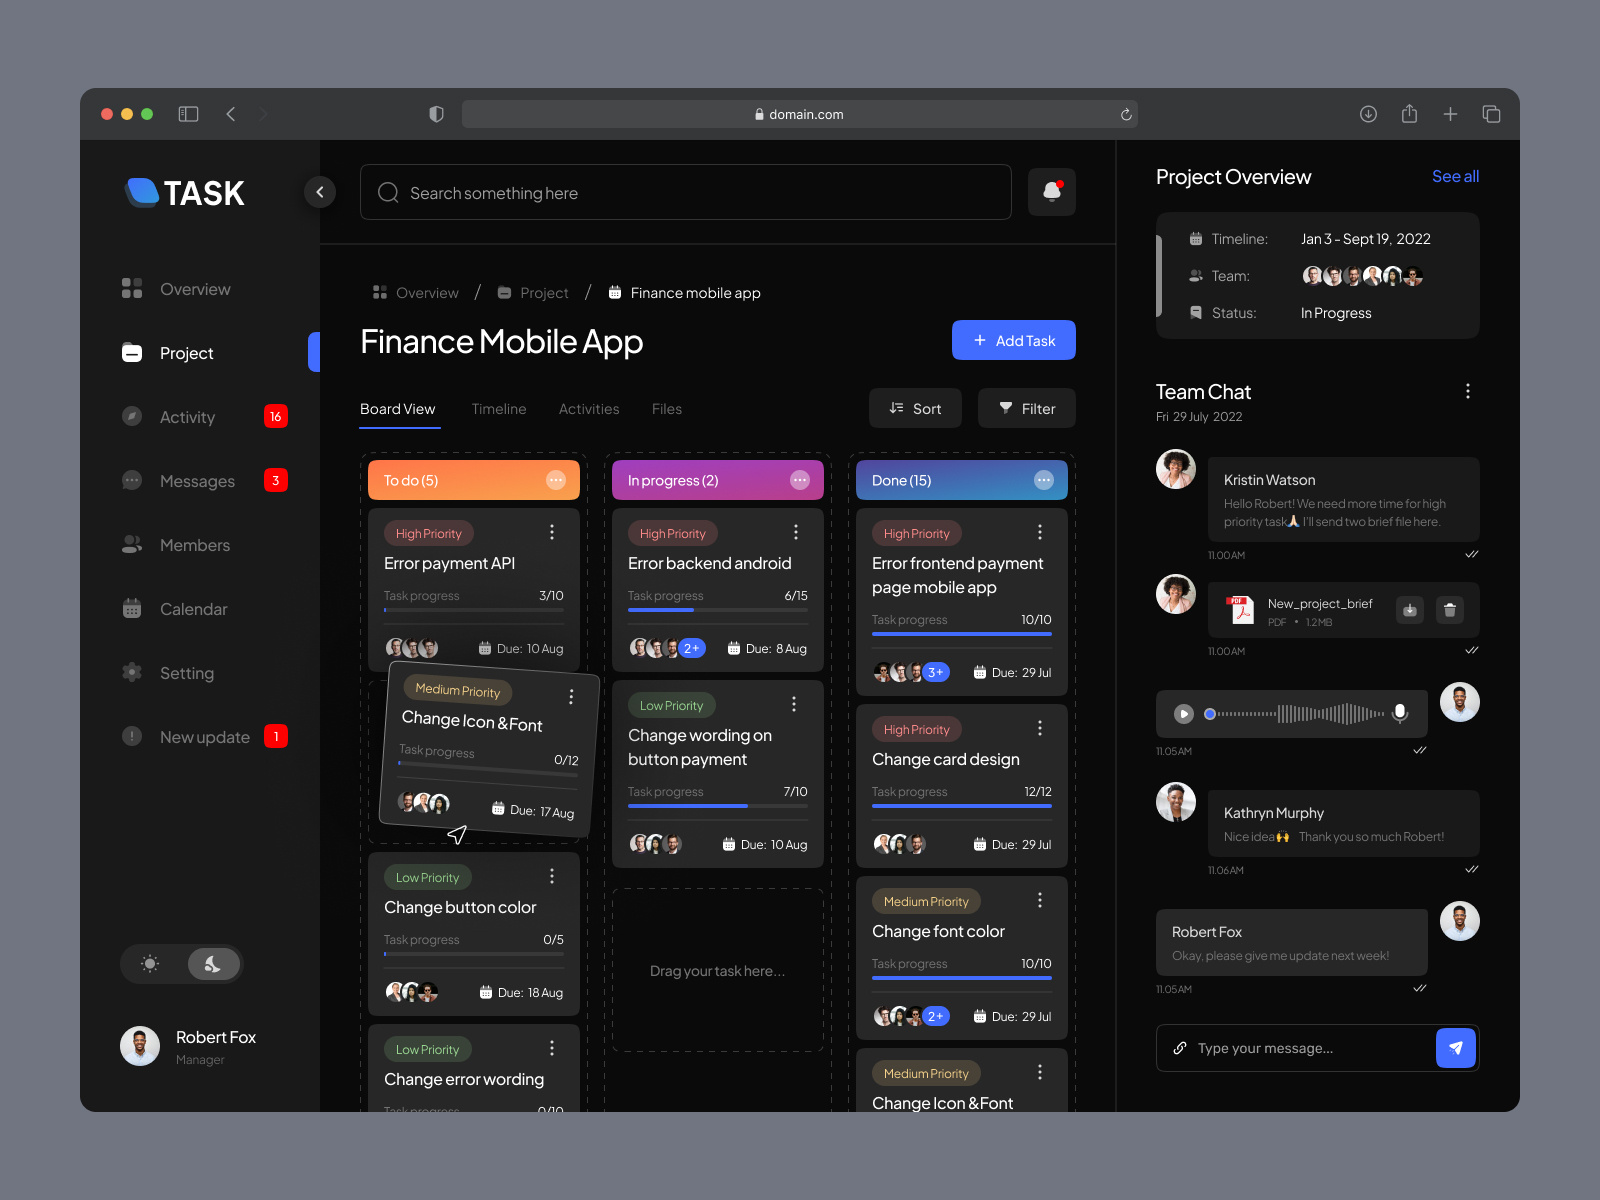 domain.com
TASK
Overview
Project
Activity
16
Messages
3
Members
Calendar
Setting
New update
1
Robert Fox
Manager
Search something here
Overview / Project / Finance mobile app
Finance Mobile App
+ Add Task
Board View
Timeline
Activities
Files
Sort
Filter
To do (5)
High Priority
Error payment API
Task progress
3/10
Due: 10 Aug
Medium Priority
Change Icon & Font
Task progress
0/12
Due: 17 Aug
Low Priority
Change button color
Task progress
0/5
Due: 18 Aug
Low Priority
Change error wording
Task progress
0/10
In progress (2)
High Priority
Error backend android
Task progress
6/15
2+
Due: 8 Aug
Low Priority
Change wording on
button payment
Task progress
7/10
Due: 10 Aug
Drag your task here...
Done (15)
High Priority
Error frontend payment
page mobile app
Task progress
10/10
3+
Due: 29 Jul
High Priority
Change card design
Task progress
12/12
Due: 29 Jul
Medium Priority
Change font color
Task progress
10/10
2+
Due: 29 Jul
Medium Priority
Change Icon & Font
Project Overview
See all
Timeline: Jan 3 - Sept 19, 2022
Team:
Status: In Progress
Team Chat
Fri 29 July 2022
Kristin Watson
Hello Robert! We need more time for high
priority task🙏🏻 I'll send two brief file here.
11.00AM
PDF
New_project_brief
PDF • 1.2MB
11.00AM
11.05AM
Kathryn Murphy
Nice idea🙌 Thank you so much Robert!
11.06AM
Robert Fox
Okay, please give me update next week!
11.05AM
Type your message...